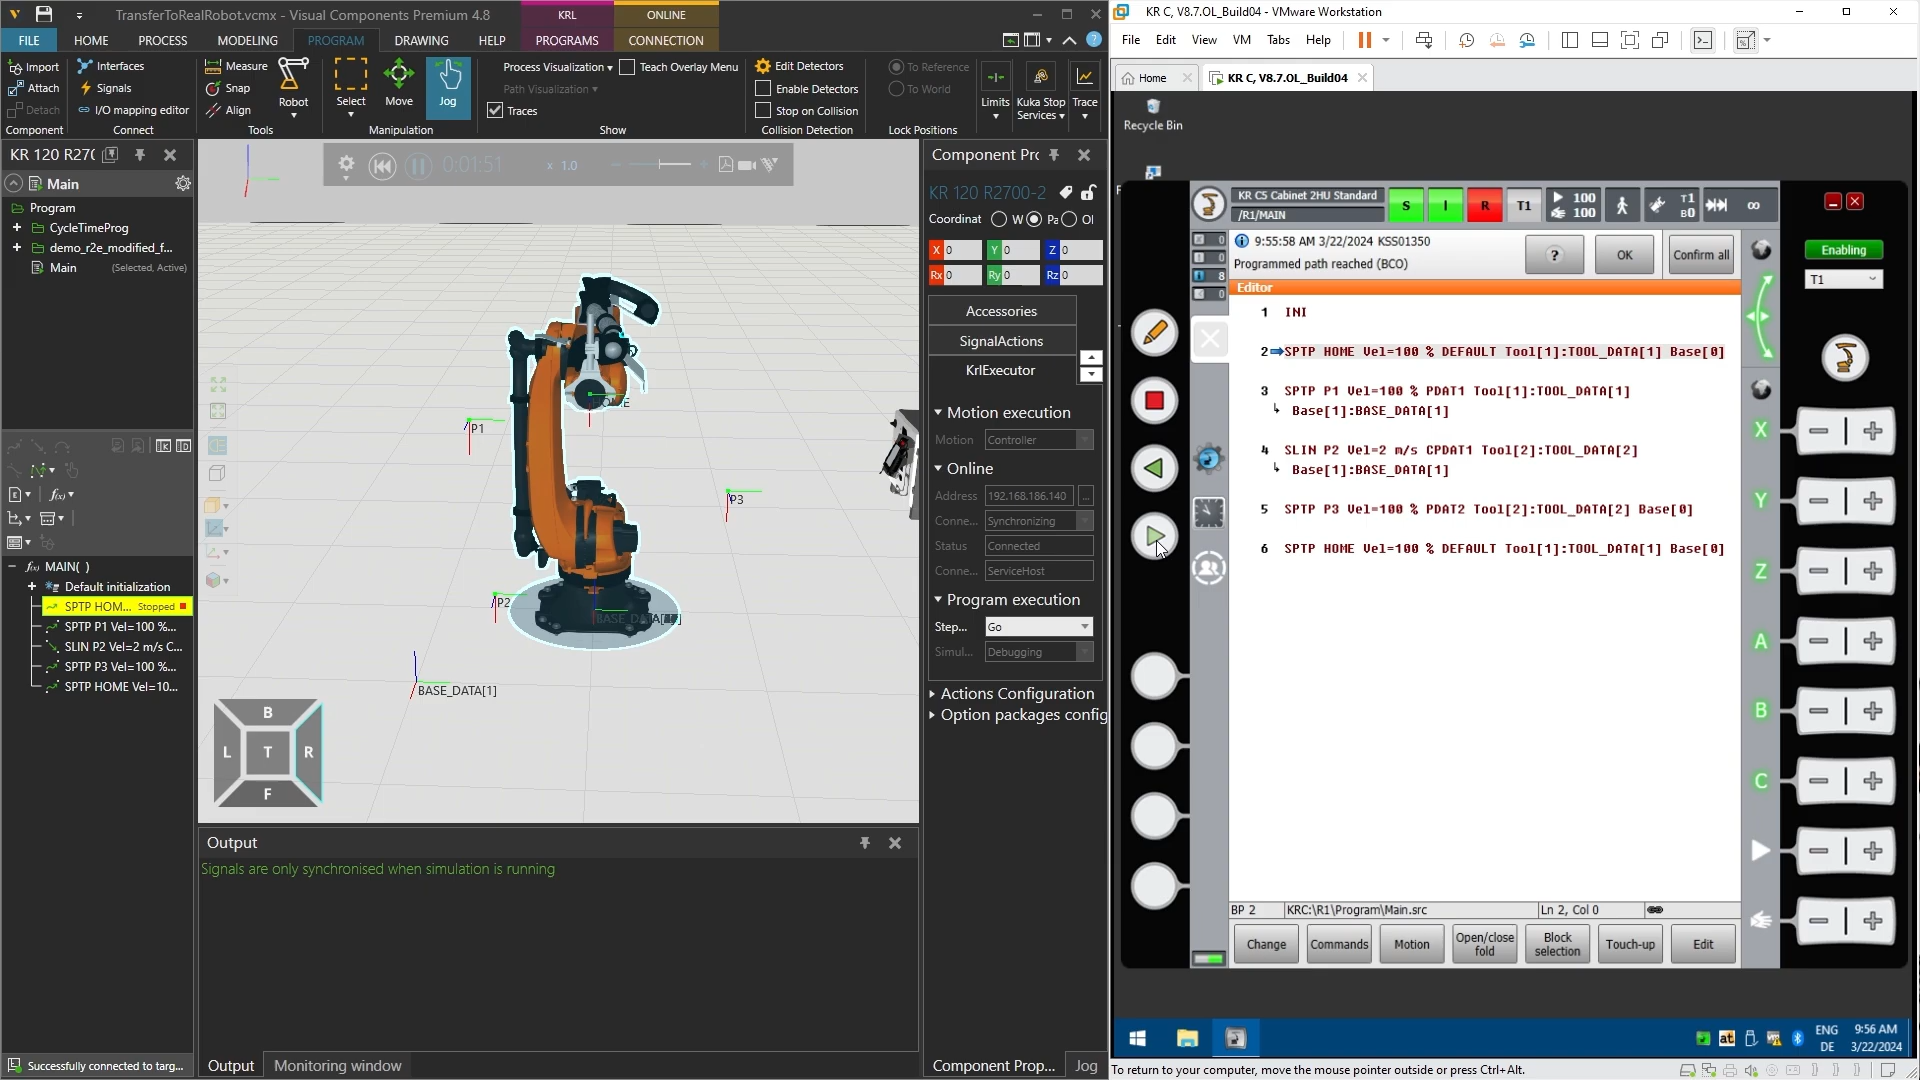 TransferToRealRobot.vcmx - Visual Components Premium 4.8
KRL
ONLINE
FILE
HOME
PROCESS
MODELING
PROGRAM
DRAWING
HELP
PROGRAMS
CONNECTION
Import
Attach
Detach
Component
Interfaces
Signals
I/O mapping editor
Connect
Measure
Snap
Align
Robot
Tools
Select
Move
Jog
Manipulation
Process Visualization
Path Visualization
Traces
Teach Overlay Menu
Show
Edit Detectors
Enable Detectors
Stop on Collision
Collision Detection
To Reference
To World
Lock Positions
Limits
Kuka Stop
Services
Trace
KR 120 R27(
Main
Program
CycleTimeProg
demo_r2e_modified_f...
Main
(Selected, Active)
MAIN( )
Default initialization
SPTP HOM...
Stopped
SPTP P1 Vel=100 %...
SLIN P2 Vel=2 m/s C...
SPTP P3 Vel=100 %...
SPTP HOME Vel=10...
Successfully connected to targ...
0:01:51
x 1.0
P1
P3
P2
BASE_DATA[1]
B
L
T
R
F
Output
Signals are only synchronised when simulation is running
Output
Monitoring window
Component Prc
KR 120 R2700-2
Coordinat
W
Pa
X 0
Y 0
Z 0
Rx 0
Ry 0
Rz 0
Accessories
SignalActions
KrlExecutor
Motion execution
Motion
Controller
Online
Address
192.168.186.140
...
Conne...
Synchronizing
Status
Connected
Conne...
ServiceHost
Program execution
Step...
Go
Simul...
Debugging
Actions Configuration
Option packages config
Component Prop...
Jog
KR C, V8.7.OL_Build04 - VMware Workstation
File
Edit
View
VM
Tabs
Help
Home
KR C, V8.7.OL_Build04
Recycle Bin
KR C5 Cabinet 2HU Standard
/R1/MAIN
S
I
R
T1
100
100
T1
B0
∞
0
0
8
0
9:55:58 AM 3/22/2024 KSS01350
Programmed path reached (BCO)
?
OK
Confirm all
Enabling
T1
Editor
1 INI
2 SPTP HOME Vel=100 % DEFAULT Tool[1]:TOOL_DATA[1] Base[0]
3 SPTP P1 Vel=100 % PDAT1 Tool[1]:TOOL_DATA[1]
Base[1]:BASE_DATA[1]
4 SLIN P2 Vel=2 m/s CPDAT1 Tool[2]:TOOL_DATA[2]
Base[1]:BASE_DATA[1]
5 SPTP P3 Vel=100 % PDAT2 Tool[2]:TOOL_DATA[2] Base[0]
6 SPTP HOME Vel=100 % DEFAULT Tool[1]:TOOL_DATA[1] Base[0]
X
Y
Z
A
B
C
BP 2
KRC:\R1\Program\Main.src
Ln 2, Col 0
Change
Commands
Motion
Open/close
fold
Block
selection
Touch-up
Edit
ENG
DE
9:56 AM
3/22/2024
To return to your computer, move the mouse pointer outside or press Ctrl+Alt.